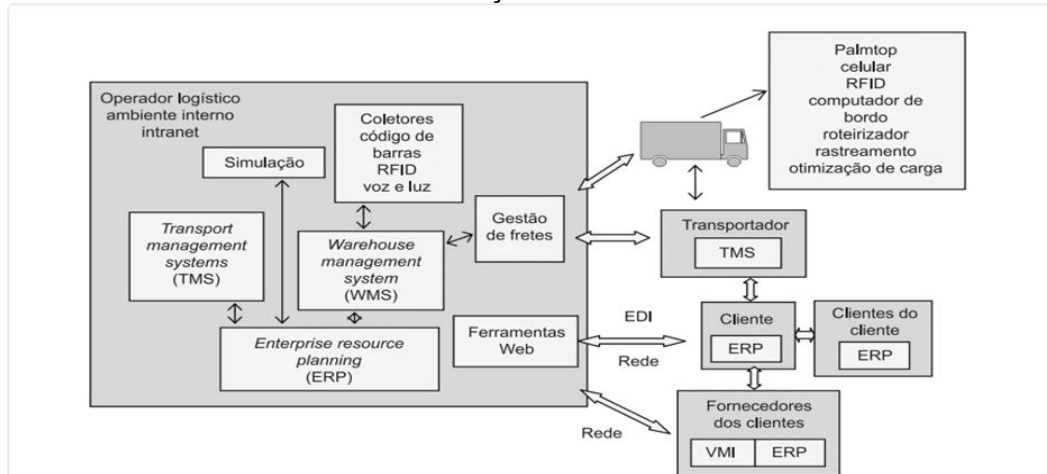 Operador logístico
ambiente interno
intranet
Simulação
Coletores
código de
barras
RFID
voz e luz
Transport
management
systems
(TMS)
Warehouse
management
system
(WMS)
Gestão
de fretes
Enterprise resource
planning
(ERP)
Ferramentas
Web
Palmtop
celular
RFID
computador de
bordo
roteirizador
rastreamento
otimização de carga
Transportador
TMS
EDI
Rede
Cliente
ERP
Clientes do
cliente
ERP
Rede
Fornecedores
dos clientes
VMI
ERP